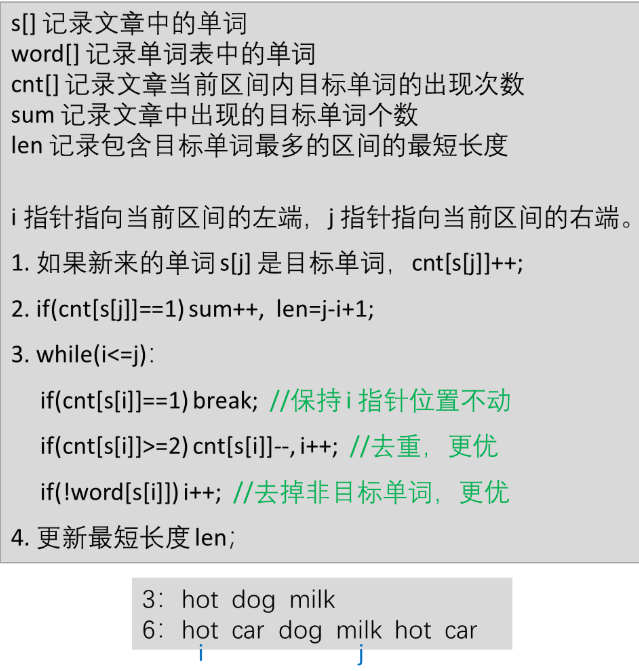 s[] 记录文章中的单词
word[] 记录单词表中的单词
cnt[] 记录文章当前区间内目标单词的出现次数
sum 记录文章中出现的目标单词个数
len 记录包含目标单词最多的区间的最短长度
i 指针指向当前区间的左端，j 指针指向当前区间的右端。
1. 如果新来的单词 s[j] 是目标单词，cnt[s[j]]++;
2. if(cnt[s[j]]==1) sum++, len=j-i+1;
3. while(i<=j)：
if(cnt[s[i]]==1) break; //保持 i 指针位置不动
if(cnt[s[i]]>=2) cnt[s[i]]--, i++; //去重，更优
if(!word[s[i]]) i++; //去掉非目标单词，更优
4. 更新最短长度 len；
3： hot dog milk
6： hot car dog milk hot car
i j